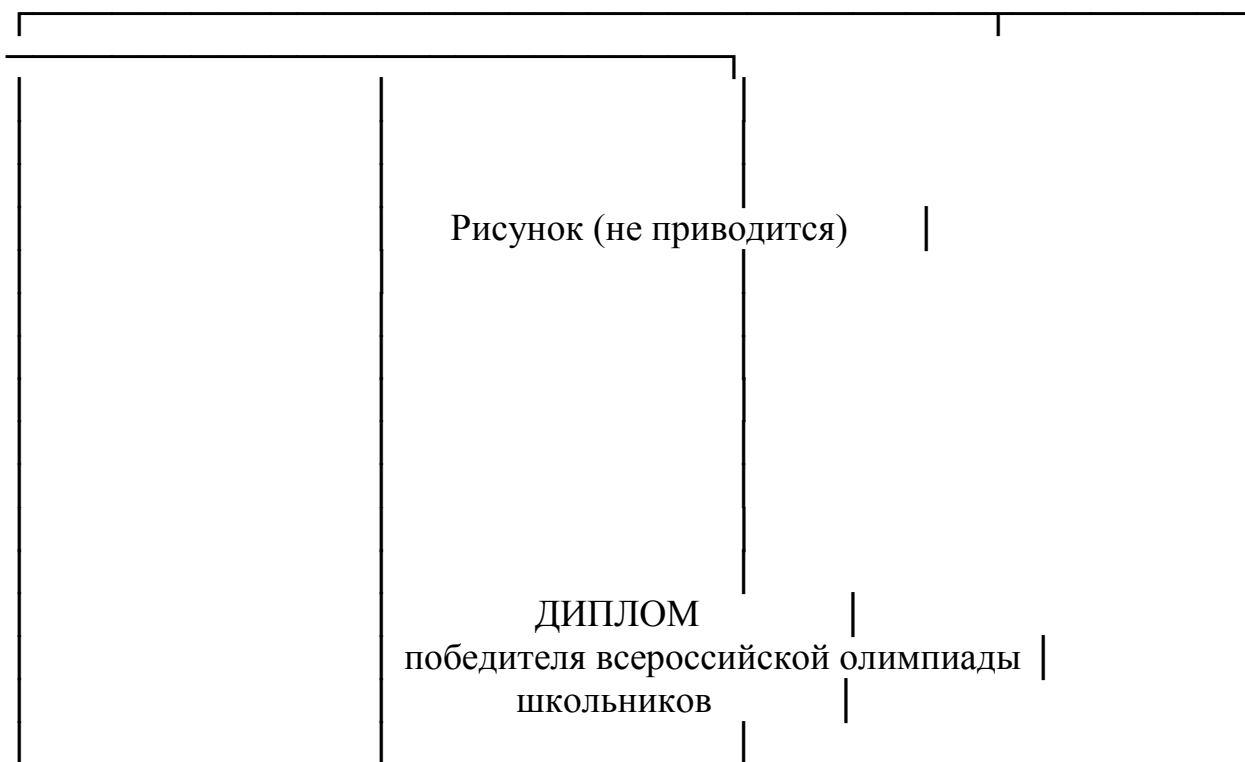 Рисунок (не приводится)
ДИПЛОМ
победителя всероссийской олимпиады
школьников